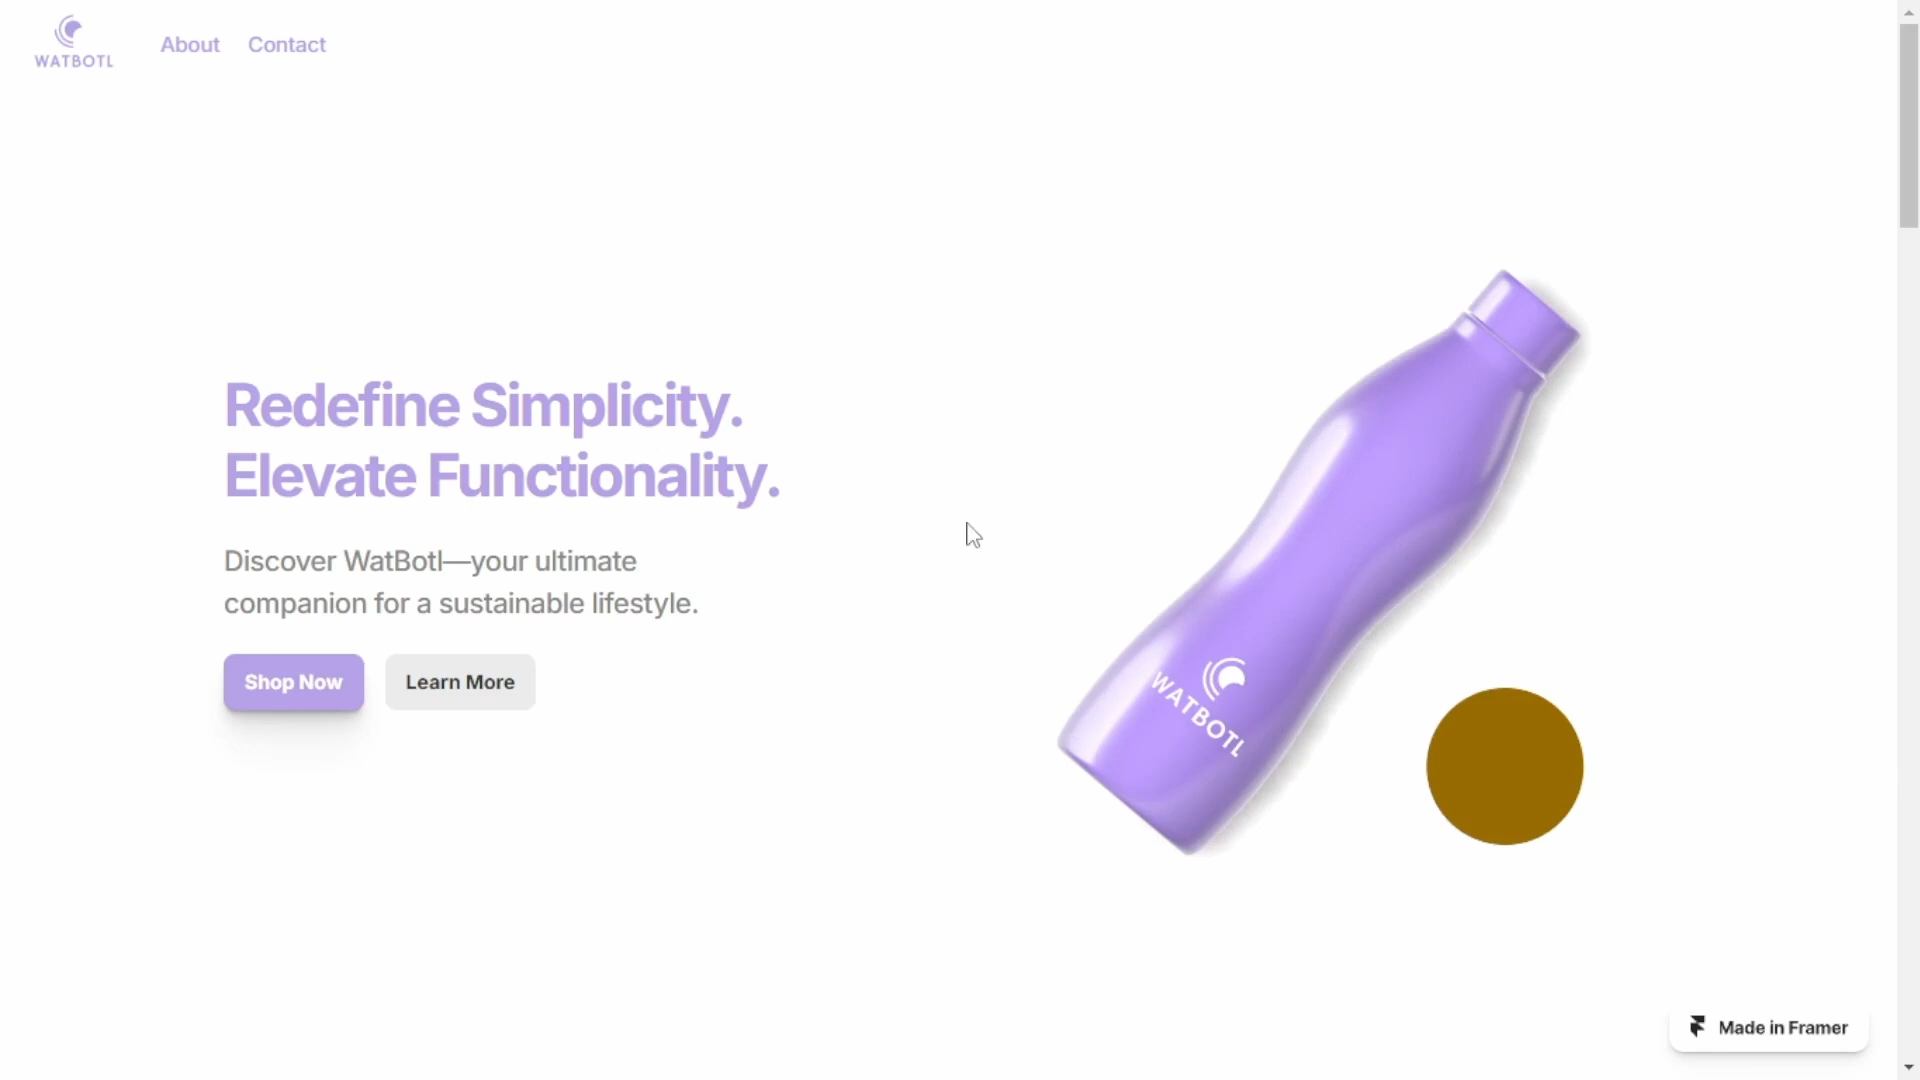 WATBOTL
About
Contact
Redefine Simplicity.
Elevate Functionality.
Discover WatBotl—your ultimate
companion for a sustainable lifestyle.
Shop Now
Learn More
WATBOTL
Made in Framer